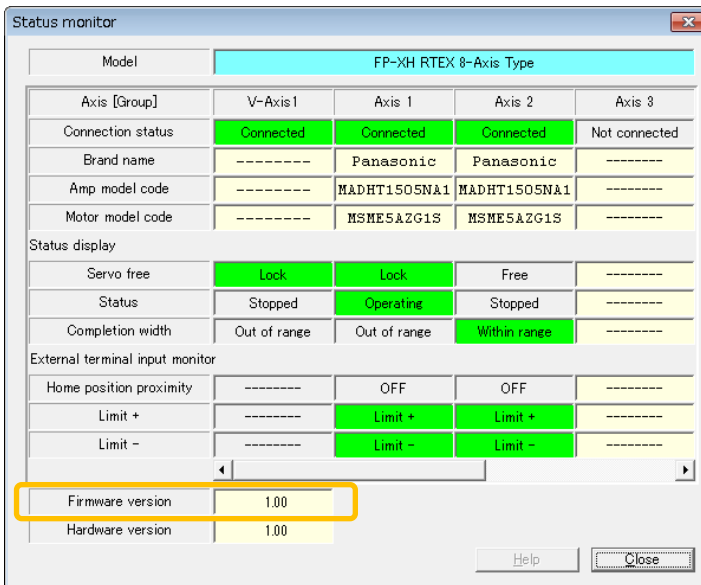 Status monitor
Model FP-XH RTEX 8-Axis Type
Axis [Group] V-Axis1 Axis 1 Axis 2 Axis 3
Connection status Connected Connected Connected Not connected
Brand name -------- Panasonic Panasonic --------
Amp model code -------- MADHT1505NA1 MADHT1505NA1 --------
Motor model code -------- MSME5AZG1S MSME5AZG1S --------
Status display
Servo free Lock Lock Free --------
Status Stopped Operating Stopped --------
Completion width Out of range Out of range Within range --------
External terminal input monitor
Home position proximity -------- OFF OFF --------
Limit + -------- Limit + Limit + --------
Limit - -------- Limit - Limit - --------
Firmware version 1.00
Hardware version 1.00
Help Close